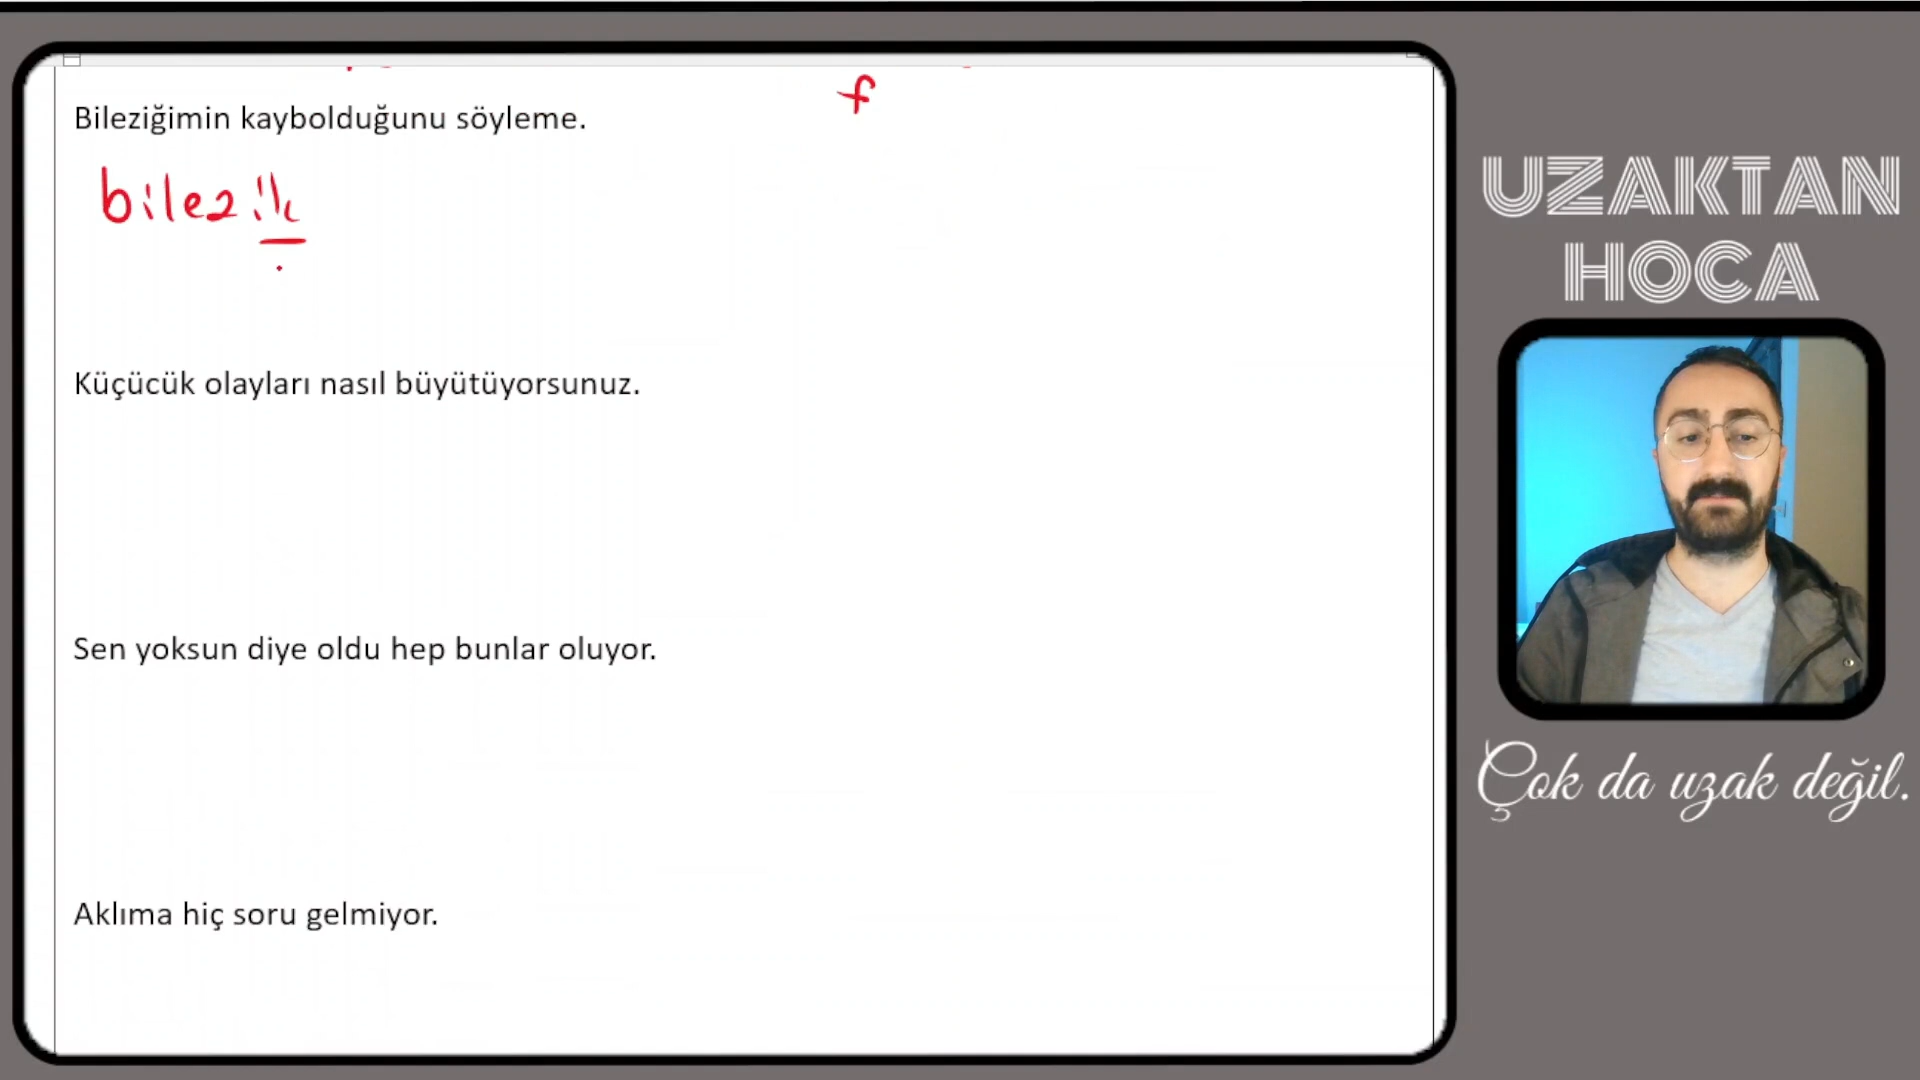 f
Bileziğimin kaybolduğunu söyleme.
bilezik
Küçücük olayları nasıl büyütüyorsunuz.
Sen yoksun diye oldu hep bunlar oluyor.
Aklıma hiç soru gelmiyor.
UZAKTAN
HOCA
Çok da uzak değil.